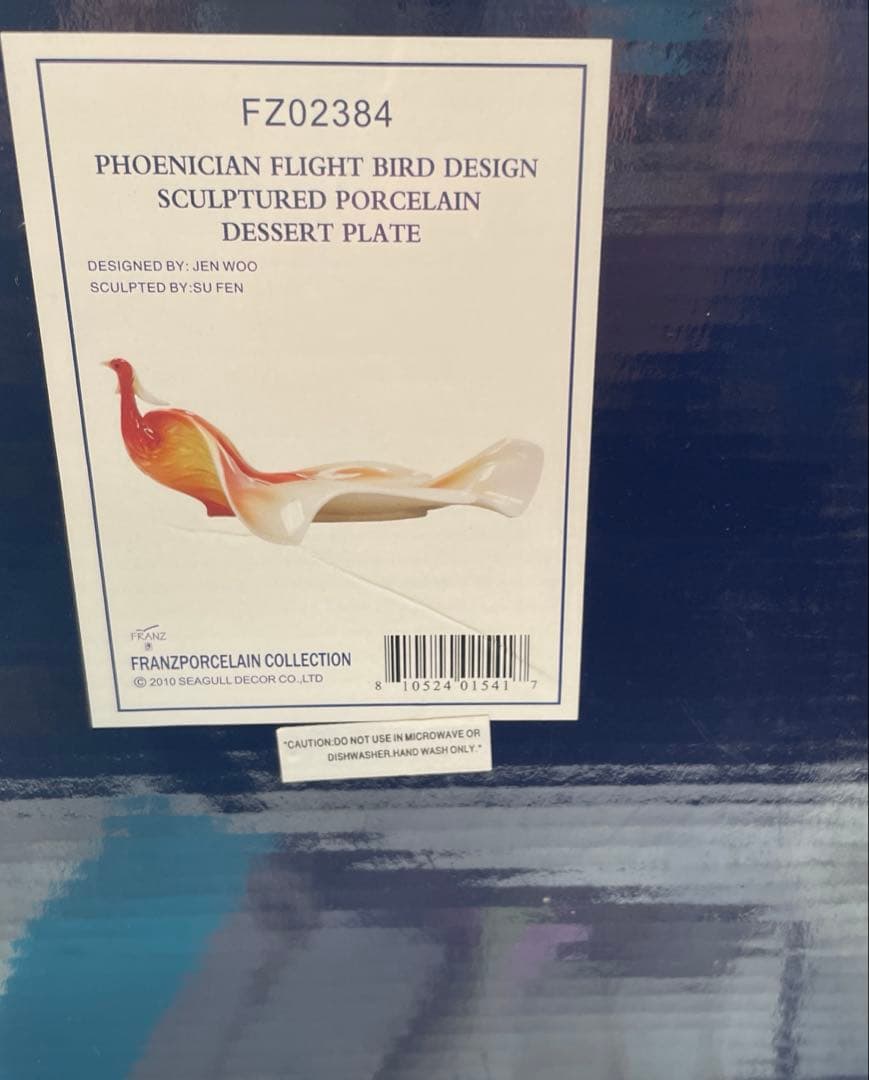 FZ02384
PHOENICIAN FLIGHT BIRD DESIGN
SCULPTURED PORCELAIN
DESSERT PLATE
DESIGNED BY: JEN WOO
SCULPTED BY:SU FEN
FRANZ
FRANZPORCELAIN COLLECTION
© 2010 SEAGULL DECOR CO.,LTD
8 10524 01541 7
"CAUTION:DO NOT USE IN MICROWAVE OR
DISHWASHER.HAND WASH ONLY."